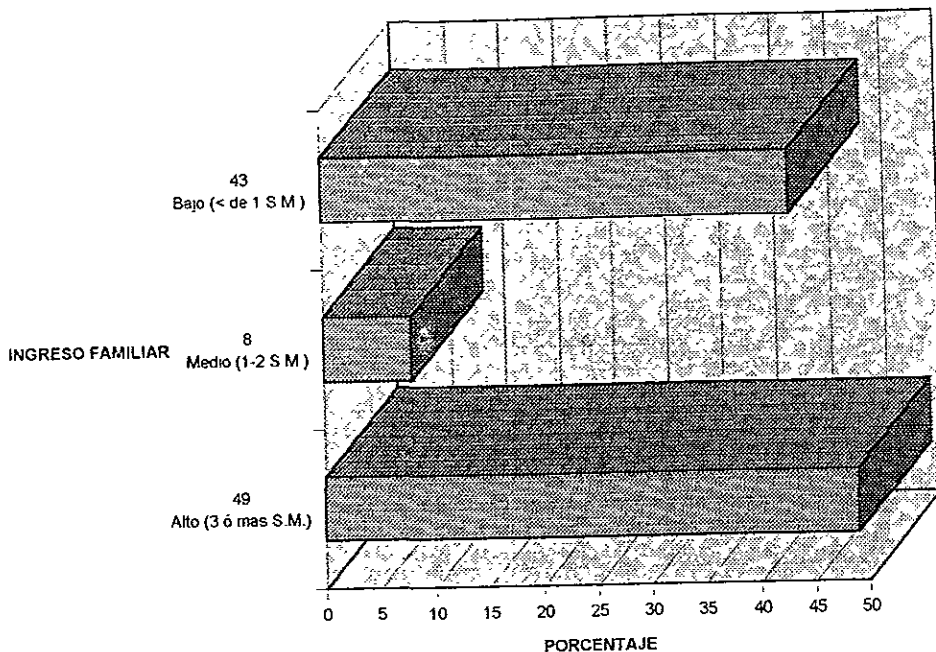 43
Bajo (< de 1 S M )
INGRESO FAMILIAR
8
Medio (1-2 S M )
49
Alto (3 ó mas S.M.)
0 5 10 15 20 25 30 35 40 45 50
PORCENTAJE